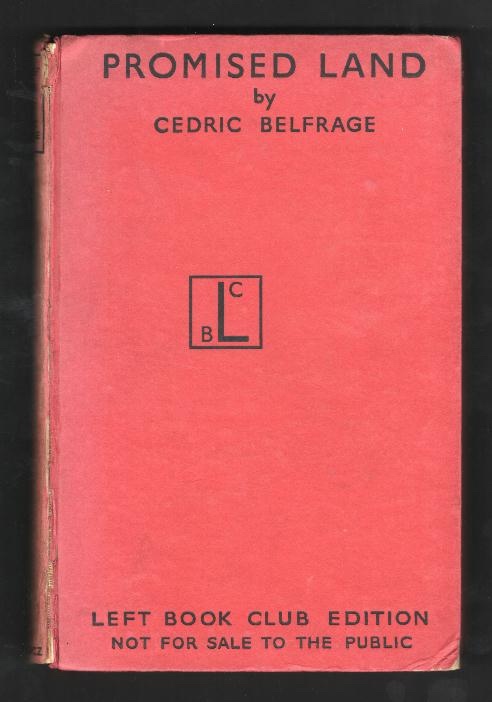 PROMISED LAND
by
CEDRIC BELFRAGE
C
L
B
LEFT BOOK CLUB EDITION
NOT FOR SALE TO THE PUBLIC